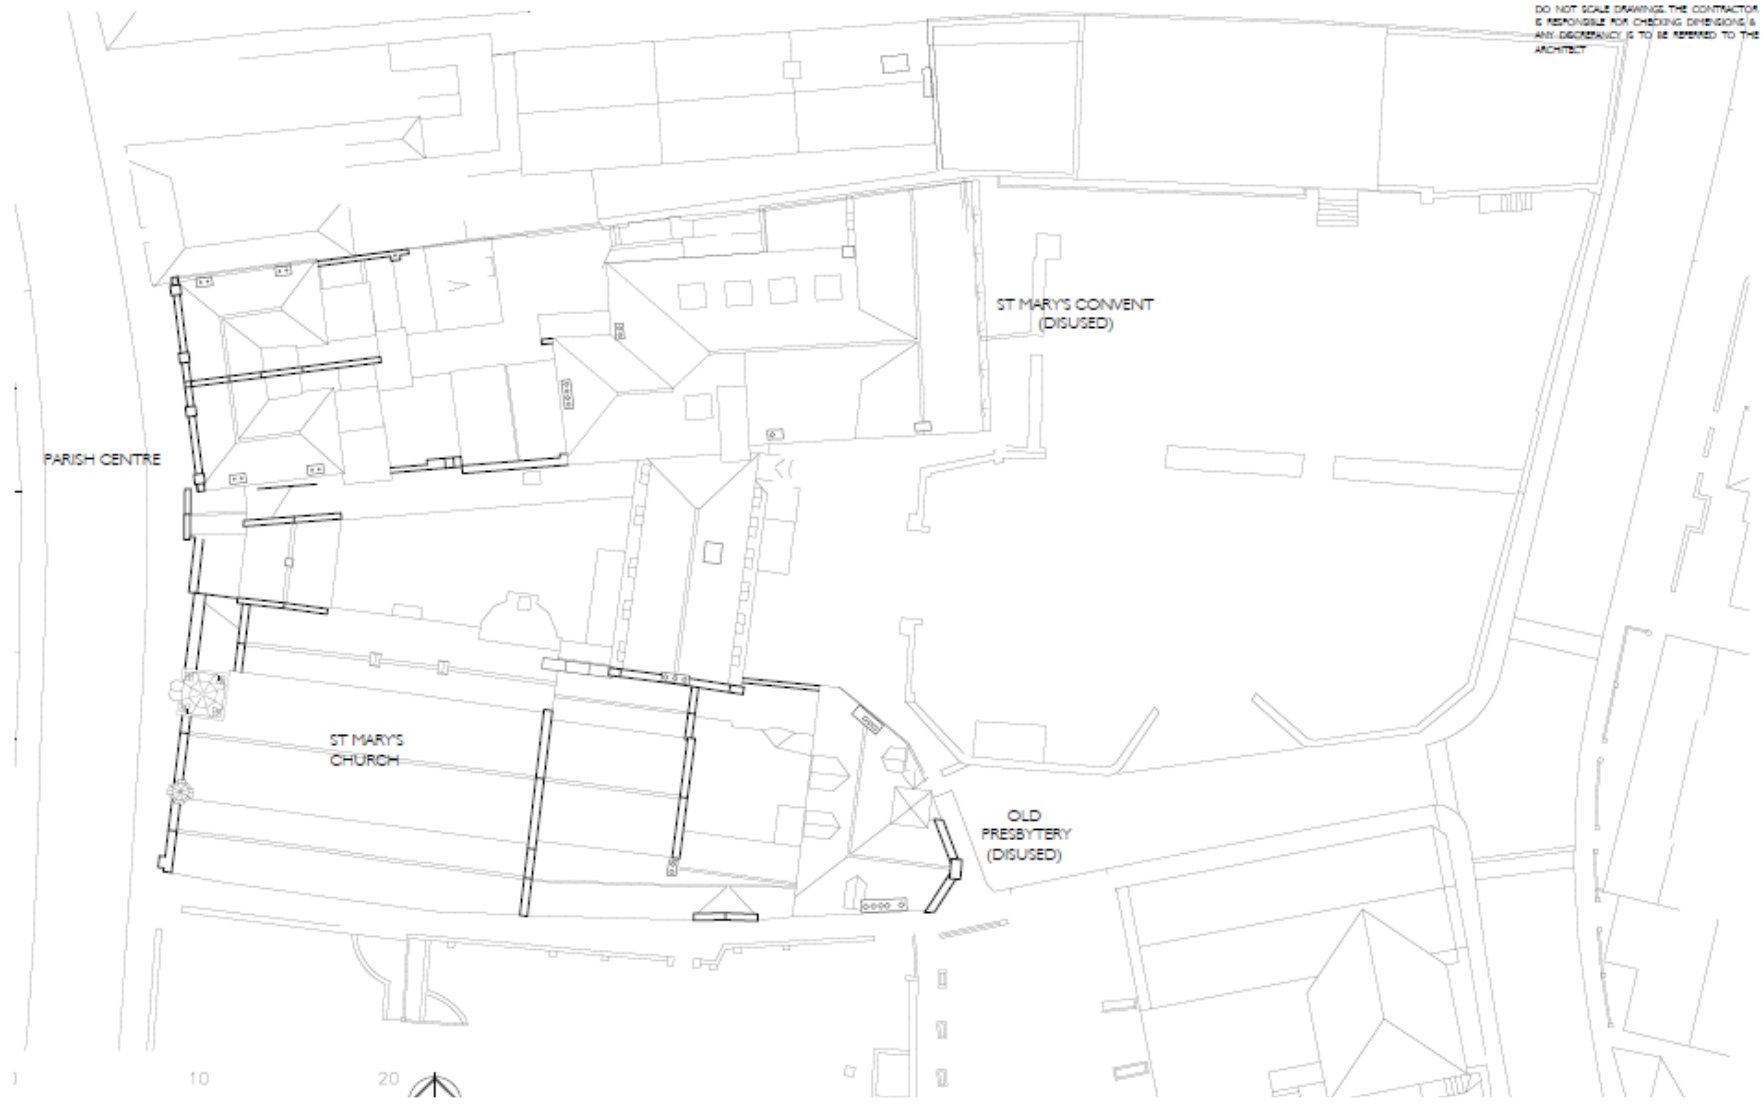 DO NOT SCALE DRAWINGS. THE CONTRACTOR
IS RESPONSIBLE FOR CHECKING DIMENSIONS &
ANY DISCREPANCY IS TO BE REFERRED TO THE
ARCHITECT
ST MARY'S CONVENT
(DISUSED)
PARISH CENTRE
ST MARY'S
CHURCH
OLD
PRESBYTERY
(DISUSED)
10
20